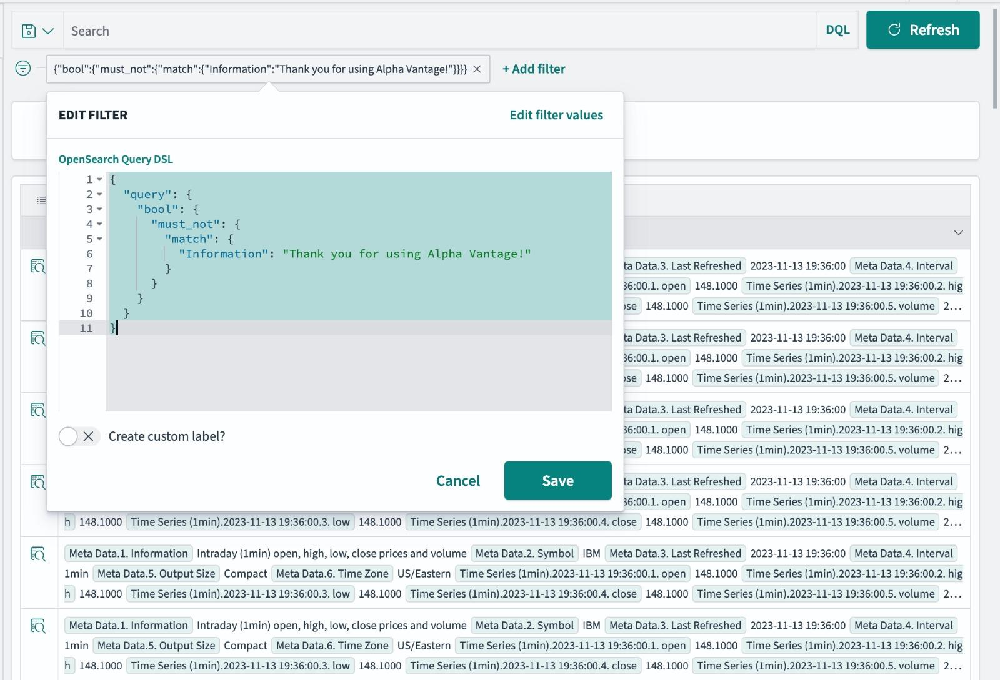 Search
DQL
Refresh
{"bool":{"must_not":{"match":{"Information":"Thank you for using Alpha Vantage!"}}}} ×
+ Add filter
EDIT FILTER
Edit filter values
OpenSearch Query DSL
1 {
2 "query": {
3 "bool": {
4 "must_not": {
5 "match": {
6 "Information": "Thank you for using Alpha Vantage!"
7 }
8 }
9 }
10 }
11 }
Create custom label?
Cancel
Save
ta Data.3. Last Refreshed 2023-11-13 19:36:00 Meta Data.4. Interval
36:00.1. open 148.1000 Time Series (1min).2023-11-13 19:36:00.2. hig
ose 148.1000 Time Series (1min).2023-11-13 19:36:00.5. volume 2...
ta Data.3. Last Refreshed 2023-11-13 19:36:00 Meta Data.4. Interval
36:00.1. open 148.1000 Time Series (1min).2023-11-13 19:36:00.2. hig
ose 148.1000 Time Series (1min).2023-11-13 19:36:00.5. volume 2...
ta Data.3. Last Refreshed 2023-11-13 19:36:00 Meta Data.4. Interval
36:00.1. open 148.1000 Time Series (1min).2023-11-13 19:36:00.2. hig
ose 148.1000 Time Series (1min).2023-11-13 19:36:00.5. volume 2...
ta Data.3. Last Refreshed 2023-11-13 19:36:00 Meta Data.4. Interval
36:00.1. open 148.1000 Time Series (1min).2023-11-13 19:36:00.2. hig
h 148.1000 Time Series (1min).2023-11-13 19:36:00.3. low 148.1000 Time Series (1min).2023-11-13 19:36:00.4. close 148.1000 Time Series (1min).2023-11-13 19:36:00.5. volume 2...
Meta Data.1. Information Intraday (1min) open, high, low, close prices and volume Meta Data.2. Symbol IBM Meta Data.3. Last Refreshed 2023-11-13 19:36:00 Meta Data.4. Interval
1min Meta Data.5. Output Size Compact Meta Data.6. Time Zone US/Eastern Time Series (1min).2023-11-13 19:36:00.1. open 148.1000 Time Series (1min).2023-11-13 19:36:00.2. hig
h 148.1000 Time Series (1min).2023-11-13 19:36:00.3. low 148.1000 Time Series (1min).2023-11-13 19:36:00.4. close 148.1000 Time Series (1min).2023-11-13 19:36:00.5. volume 2...
Meta Data.1. Information Intraday (1min) open, high, low, close prices and volume Meta Data.2. Symbol IBM Meta Data.3. Last Refreshed 2023-11-13 19:36:00 Meta Data.4. Interval
1min Meta Data.5. Output Size Compact Meta Data.6. Time Zone US/Eastern Time Series (1min).2023-11-13 19:36:00.1. open 148.1000 Time Series (1min).2023-11-13 19:36:00.2. hig
h 148.1000 Time Series (1min).2023-11-13 19:36:00.3. low 148.1000 Time Series (1min).2023-11-13 19:36:00.4. close 148.1000 Time Series (1min).2023-11-13 19:36:00.5. volume 2...